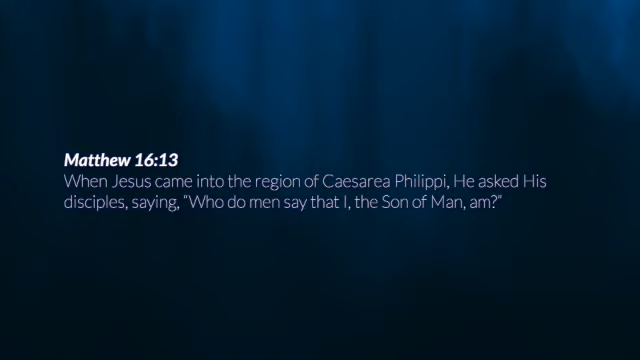 Matthew 16:13
When Jesus came into the region of Caesarea Philippi, He asked His
disciples, saying, “Who do men say that I, the Son of Man, am?”